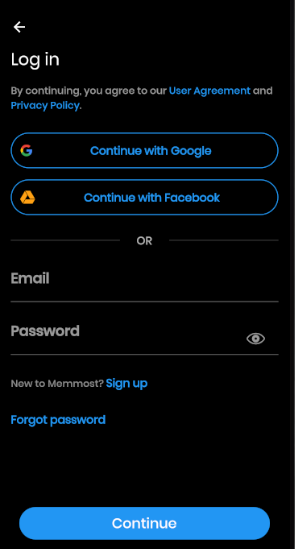 Log in
By continuing, you agree to our User Agreement and
Privacy Policy.
Continue with Google
Continue with Facebook
OR
Email
Password
New to Memmost? Sign up
Forgot password
Continue